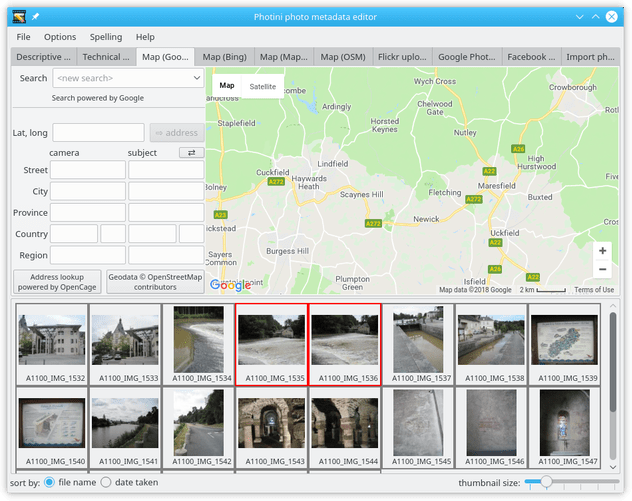 Photini photo metadata editor
File Options Spelling Help
Descriptive ... Technical ... Map (Goo... Map (Bing) Map (Map... Map (OSM) Flickr uplo... Google Phot... Facebook ... Import ph...
Search <new search>
Search powered by Google
Lat, long ⇨ address
camera subject ⇄
Street
City
Province
Country
Region
Address lookup
powered by OpenCage
Geodata © OpenStreetMap
contributors
Map Satellite
Wych Cross
Crowborough
Ardingly
Chelwood
Gate
Staplefield
Horsted
Keynes
Nutley
A26
Lindfield
High
Hurstwood
Cuckfield
A22
A272
Haywards
Heath
Maresfield
Scaynes Hill
Fletching
A272
Buxted
Five
A23
A272
Newick
Uckfield
A22
Sayers
Common
Burgess Hill
Plumpton
Green
Isfield
A26
+
−
Google
Map data ©2018 Google 2 km Terms of Use
A1100_IMG_1532 A1100_IMG_1533 A1100_IMG_1534 A1100_IMG_1535 A1100_IMG_1536 A1100_IMG_1537 A1100_IMG_1538 A1100_IMG_1539
A1100_IMG_1540 A1100_IMG_1541 A1100_IMG_1542 A1100_IMG_1543 A1100_IMG_1544 A1100_IMG_1545 A1100_IMG_1546 A1100_IMG_1547
sort by: file name date taken thumbnail size: